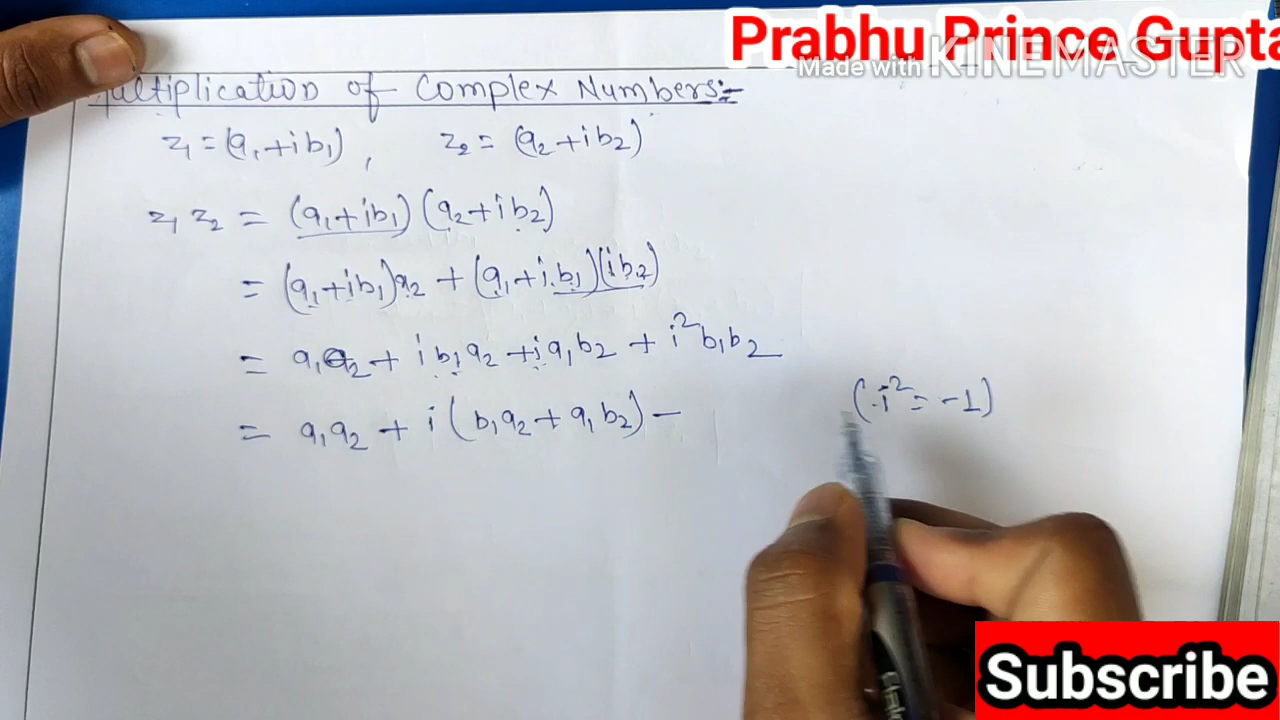 Prabhu Prince Gupta
Made with KINEMASTER
Multiplication of Complex Numbers:-
z₁ = (a₁+ib₁), z₂ = (a₂+ib₂)
z₁ z₂ = (a₁+ib₁) (a₂+ib₂)
= (a₁+ib₁)a₂ + (a₁+ib₁)(ib₂)
= a₁a₂ + ib₁a₂ + ia₁b₂ + i²b₁b₂
(i² = -1)
= a₁a₂ + i(b₁a₂ + a₁b₂) −
Subscribe